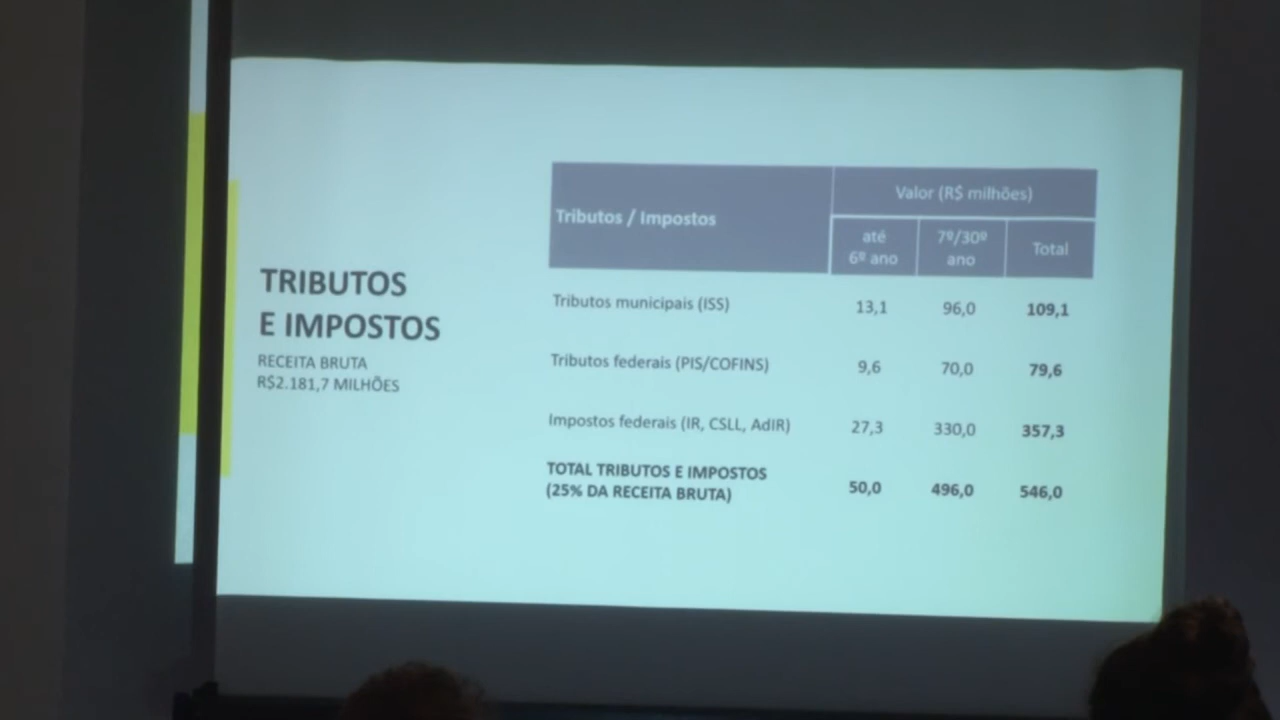 TRIBUTOS
E IMPOSTOS
RECEITA BRUTA
R$2.181,7 MILHÕES
Tributos / Impostos
Valor (R$ milhões)
até
6º ano
7º/30º
ano
Total
Tributos municipais (ISS) 13,1 96,0 109,1
Tributos federais (PIS/COFINS) 9,6 70,0 79,6
Impostos federais (IR, CSLL, AdIR) 27,3 330,0 357,3
TOTAL TRIBUTOS E IMPOSTOS
(25% DA RECEITA BRUTA) 50,0 496,0 546,0